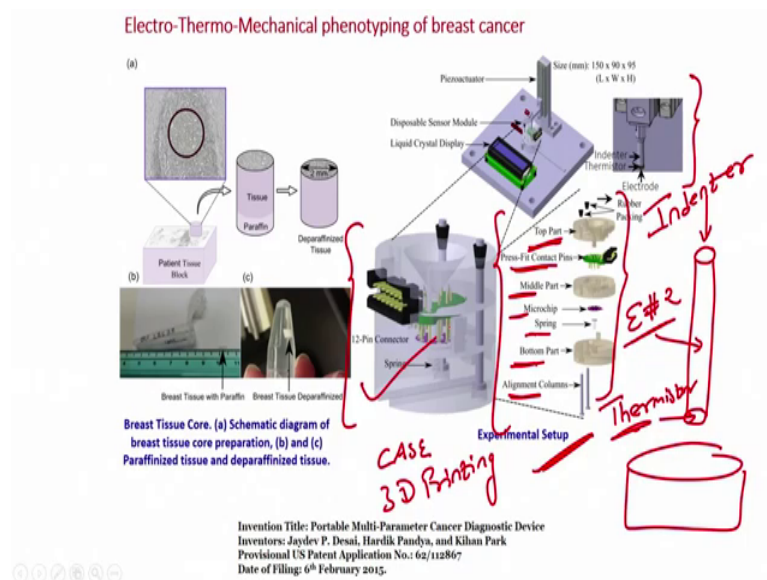 Electro-Thermo-Mechanical phenotyping of breast cancer
(a)
Tissue
Paraffin
2 mm
Deparaffinized
Tissue
Patient Tissue
Block
(b)
(c)
Breast Tissue with Paraffin
Breast Tissue Deparaffinized
Breast Tissue Core. (a) Schematic diagram of
breast tissue core preparation, (b) and (c)
Paraffinized tissue and deparaffinized tissue.
Piezoactuator
Size (mm): 150 x 90 x 95
(L x W x H)
Disposable Sensor Module
Liquid Crystal Display
Indenter
Thermistor
Electrode
Rubber
Packing
Top Part
Press-Fit Contact Pins
Middle Part
Microchip
Spring
Bottom Part
Alignment Columns
12-Pin Connector
Spring
Experimental Setup
Indenter
E#2
Thermistor
CASE
3D Printing
Invention Title: Portable Multi-Parameter Cancer Diagnostic Device
Inventors: Jaydev P. Desai, Hardik Pandya, and Kihan Park
Provisional US Patent Application No.: 62/112867
Date of Filing: 6th February 2015.